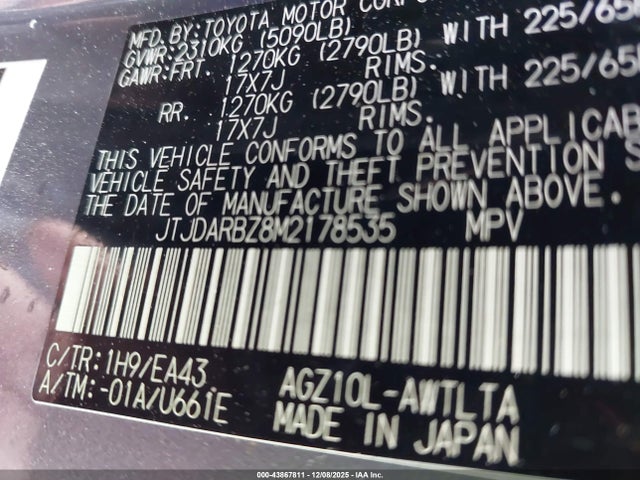 MFD. BY: TOYOTA MOTOR CORPO
GVWR: 2310KG (5090LB)
GAWR: FRT. 1270KG (2790LB) WITH 225/65
17X7J RIMS.
RR. 1270KG (2790LB) WITH 225/65
17X7J RIMS.
THIS VEHICLE CONFORMS TO ALL APPLICAB
VEHICLE SAFETY AND THEFT PREVENTION S
THE DATE OF MANUFACTURE SHOWN ABOVE.
JTJDARBZ8M2178535 MPV
C/TR: 1H9/EA43 AGZ10L-AWTLTA
A/TM: -01A/U661E MADE IN JAPAN
000-43867811 - 12/08/2025 - IAAI, Inc.